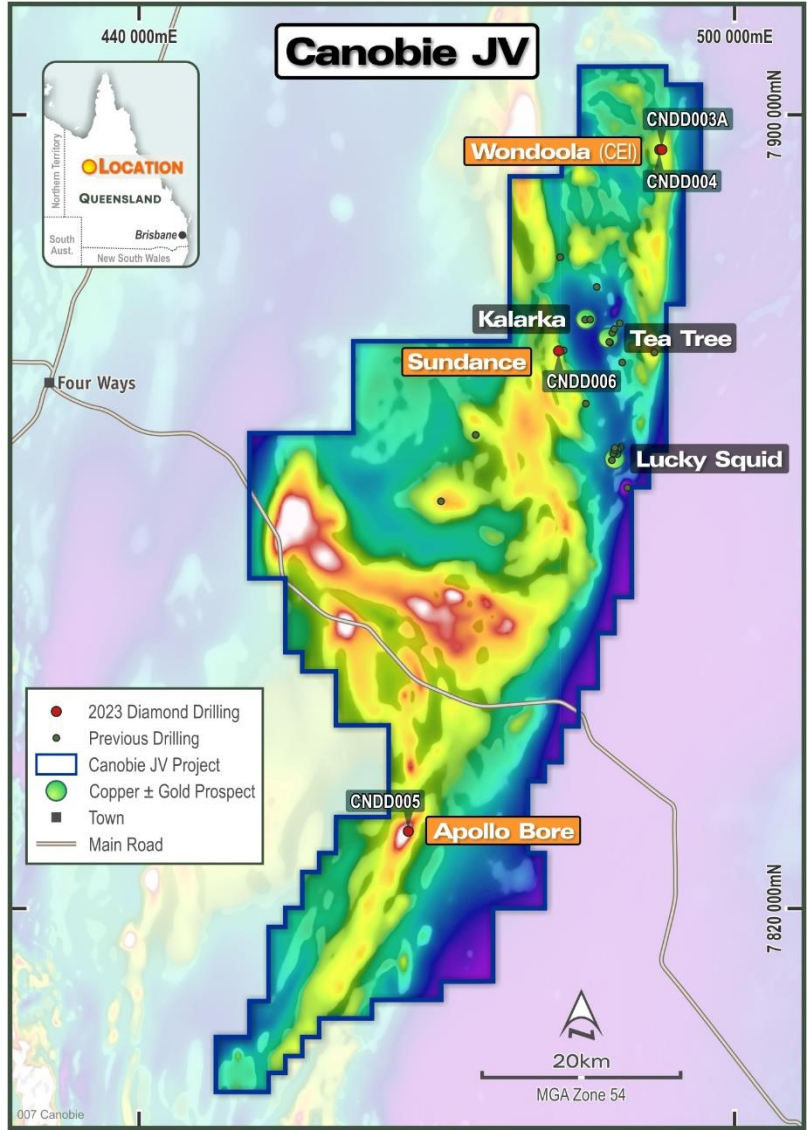 440 000mE
500 000mE
Canobie JV
7 900 000mN
Northern Territory
LOCATION
QUEENSLAND
Brisbane
South
Aust.
New South Wales
CNDD003A
Wondoola (CEI)
CNDD004
Kalarka
Tea Tree
Sundance
CNDD006
Four Ways
Lucky Squid
2023 Diamond Drilling
Previous Drilling
Canobie JV Project
Copper ± Gold Prospect
Town
Main Road
CNDD005
Apollo Bore
7 820 000mN
N
20km
MGA Zone 54
007 Canobie